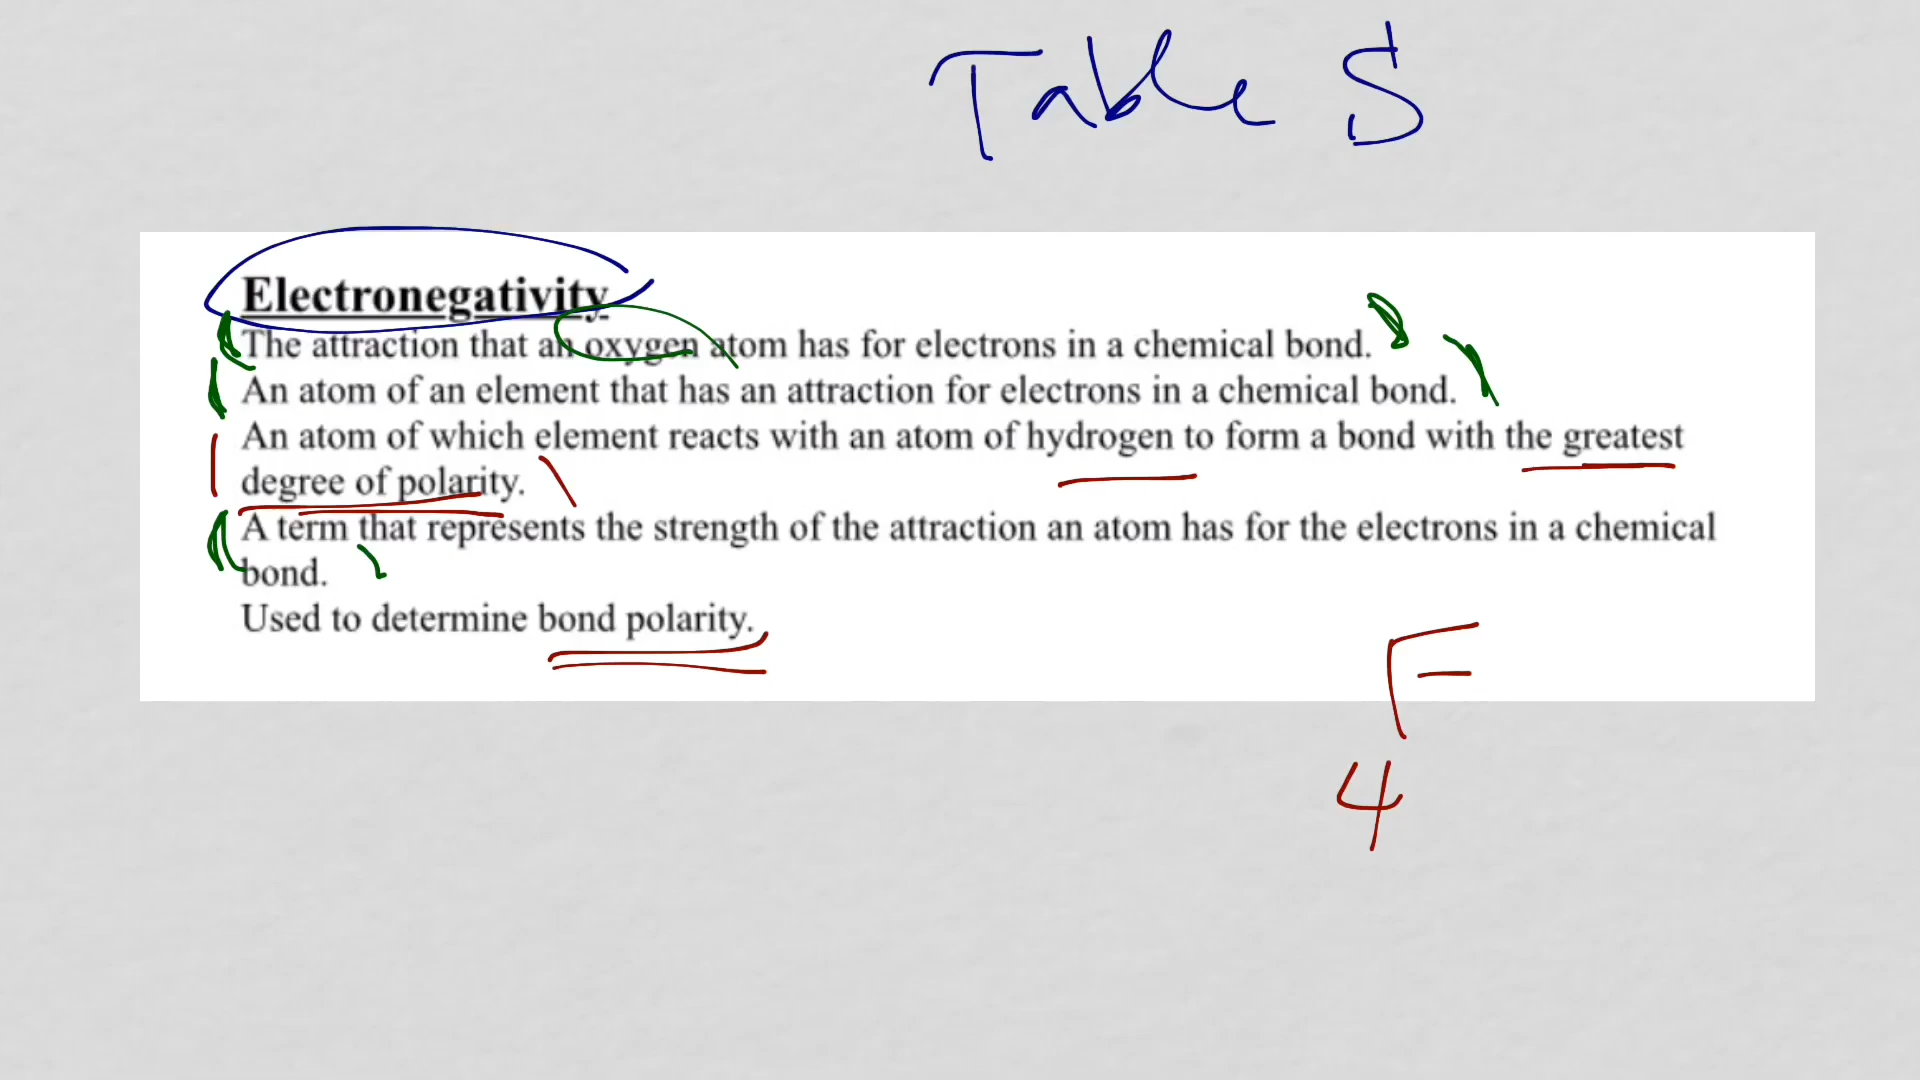 Table S
Electronegativity
The attraction that an oxygen atom has for electrons in a chemical bond.
An atom of an element that has an attraction for electrons in a chemical bond.
An atom of which element reacts with an atom of hydrogen to form a bond with the greatest
degree of polarity.
A term that represents the strength of the attraction an atom has for the electrons in a chemical
bond.
Used to determine bond polarity.
F
4